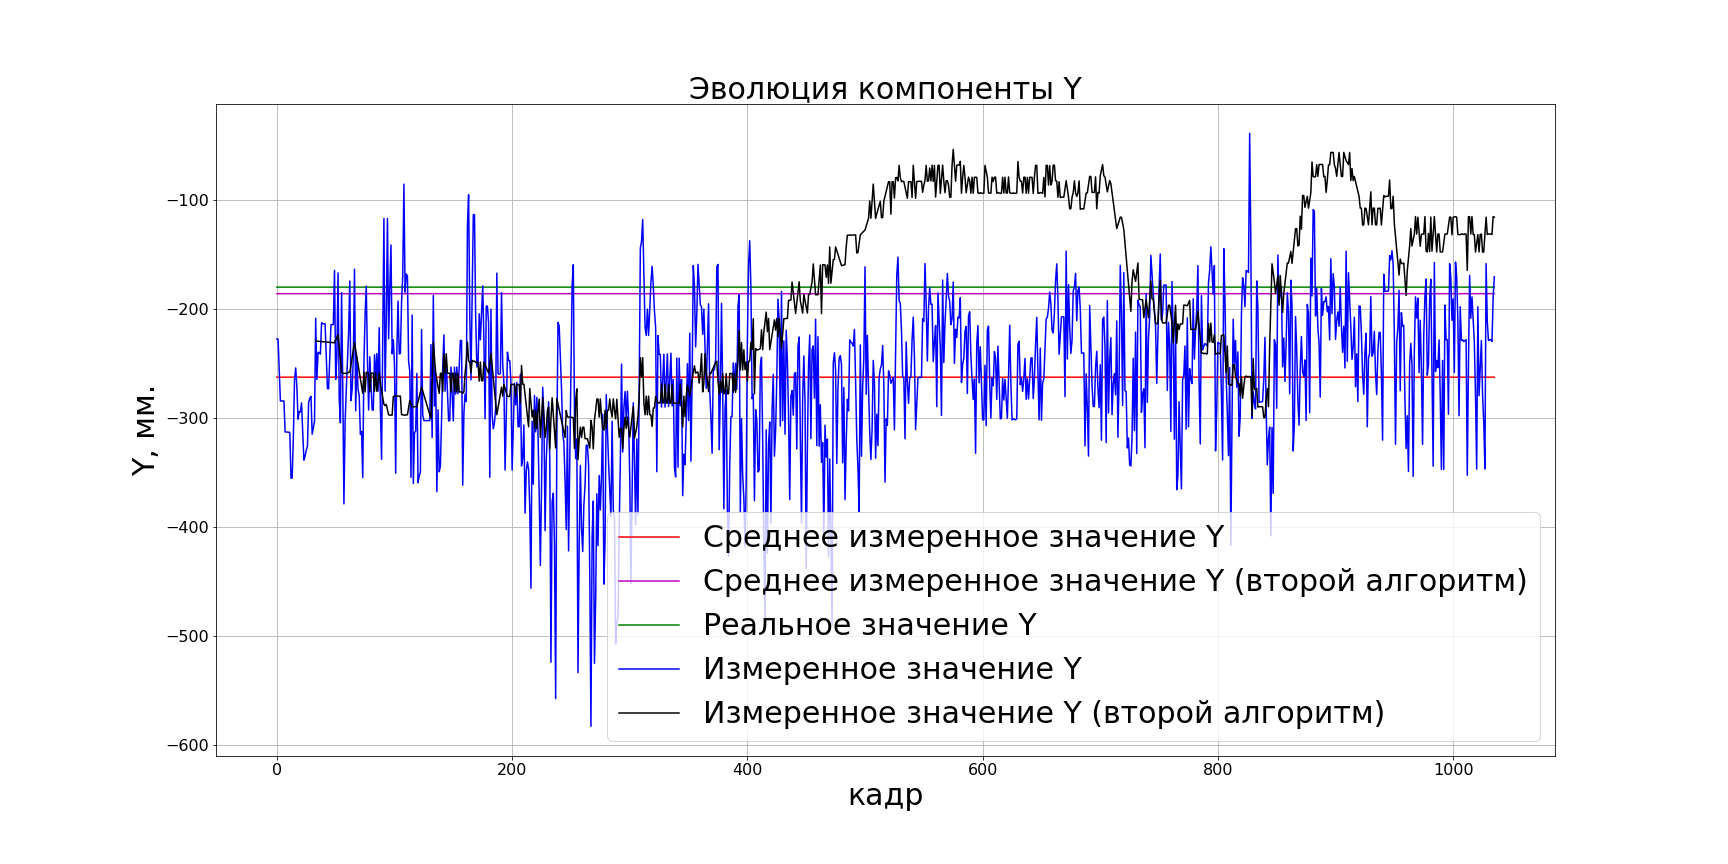 Эволюция компоненты Y
Y, мм.
−100
−200
−300
−400
−500
−600
Среднее измеренное значение Y
Среднее измеренное значение Y (второй алгоритм)
Реальное значение Y
Измеренное значение Y
Измеренное значение Y (второй алгоритм)
0 200 400 600 800 1000
кадр